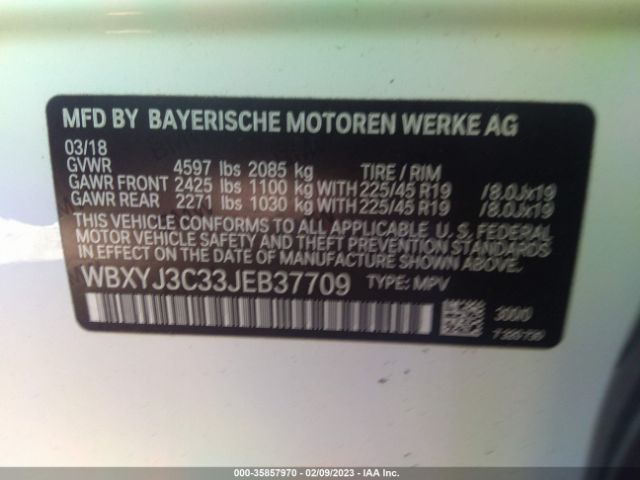 MFD BY BAYERISCHE MOTOREN WERKE AG
03/18
GVWR 4597 lbs 2085 kg TIRE / RIM
GAWR FRONT 2425 lbs 1100 kg WITH 225/45 R19 /8.0Jx19
GAWR REAR 2271 lbs 1030 kg WITH 225/45 R19 /8.0Jx19
THIS VEHICLE CONFORMS TO ALL APPLICABLE, U.S. FEDERAL
MOTOR VEHICLE SAFETY AND THEFT PREVENTION STANDARDS
IN EFFECT ON THE DATE OF MANUFACTURE SHOWN ABOVE.
WBXYJ3C33JEB37709 TYPE: MPV
3000
000-35857970 - 02/09/2023 - IAA Inc.